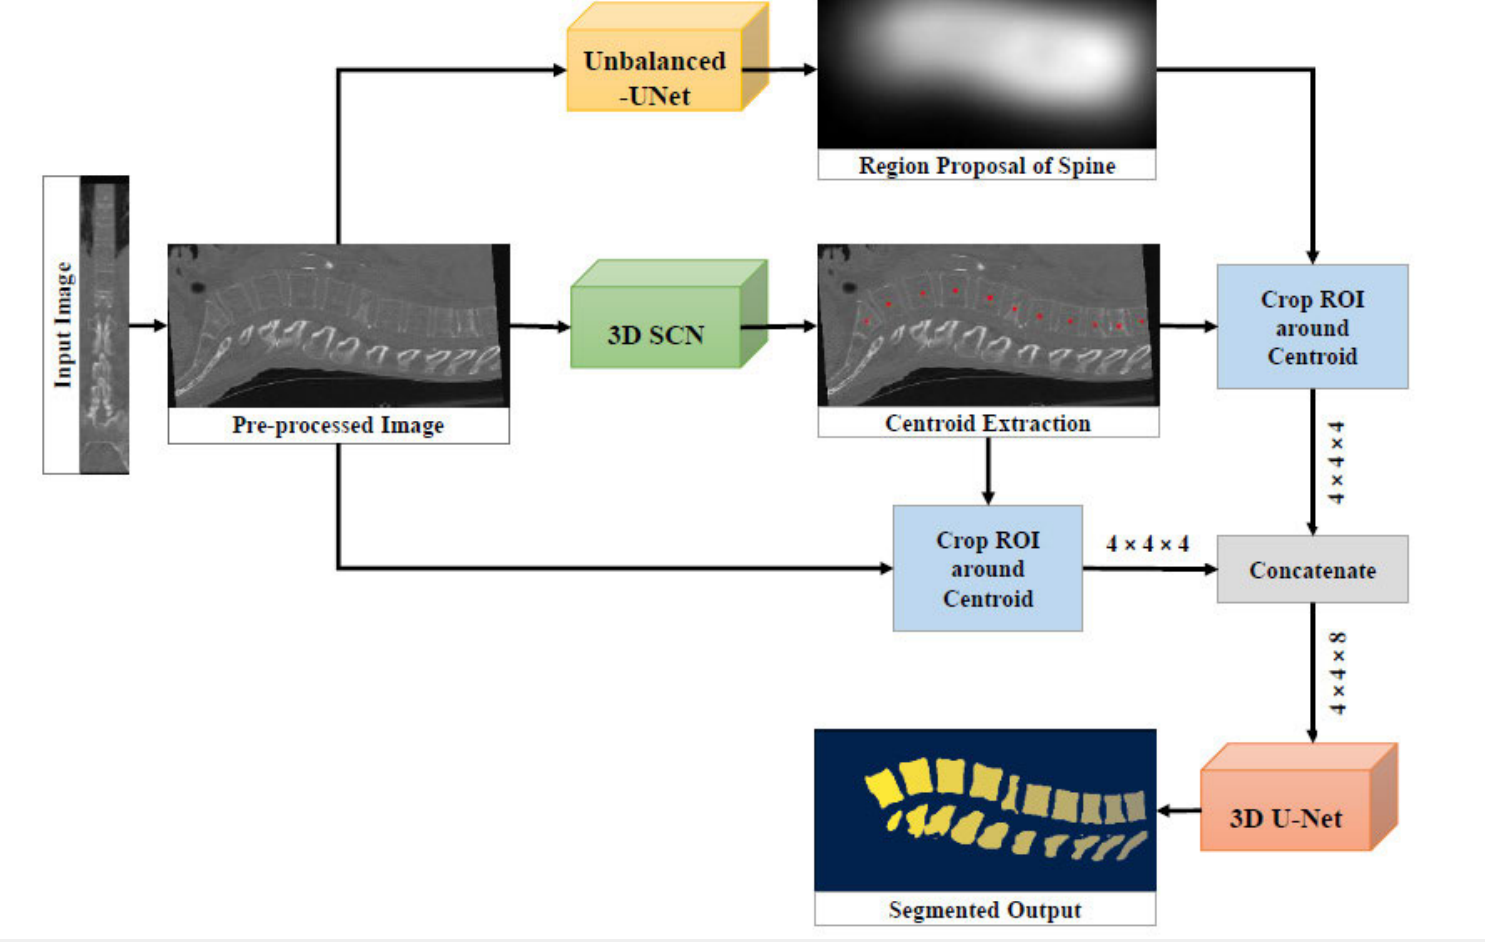 Unbalanced
-UNet
Region Proposal of Spine
Input Image
Pre-processed Image
3D SCN
Centroid Extraction
Crop ROI
around
Centroid
4 × 4 × 4
Crop ROI
around
Centroid
4 × 4 × 4
Concatenate
4 × 4 × 8
3D U-Net
Segmented Output